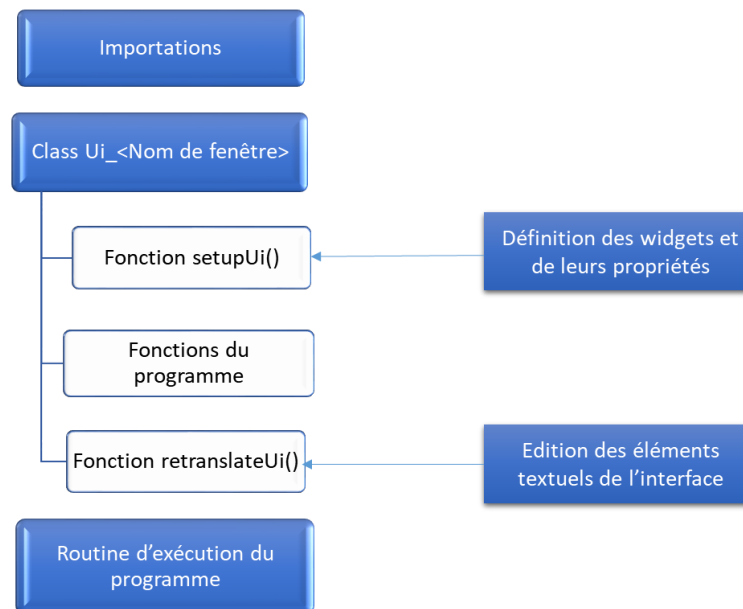 Importations
Class Ui_<Nom de fenêtre>
Fonction setupUi()
Définition des widgets et
de leurs propriétés
Fonctions du
programme
Fonction retranslateUi()
Edition des éléments
textuels de l’interface
Routine d’exécution du
programme